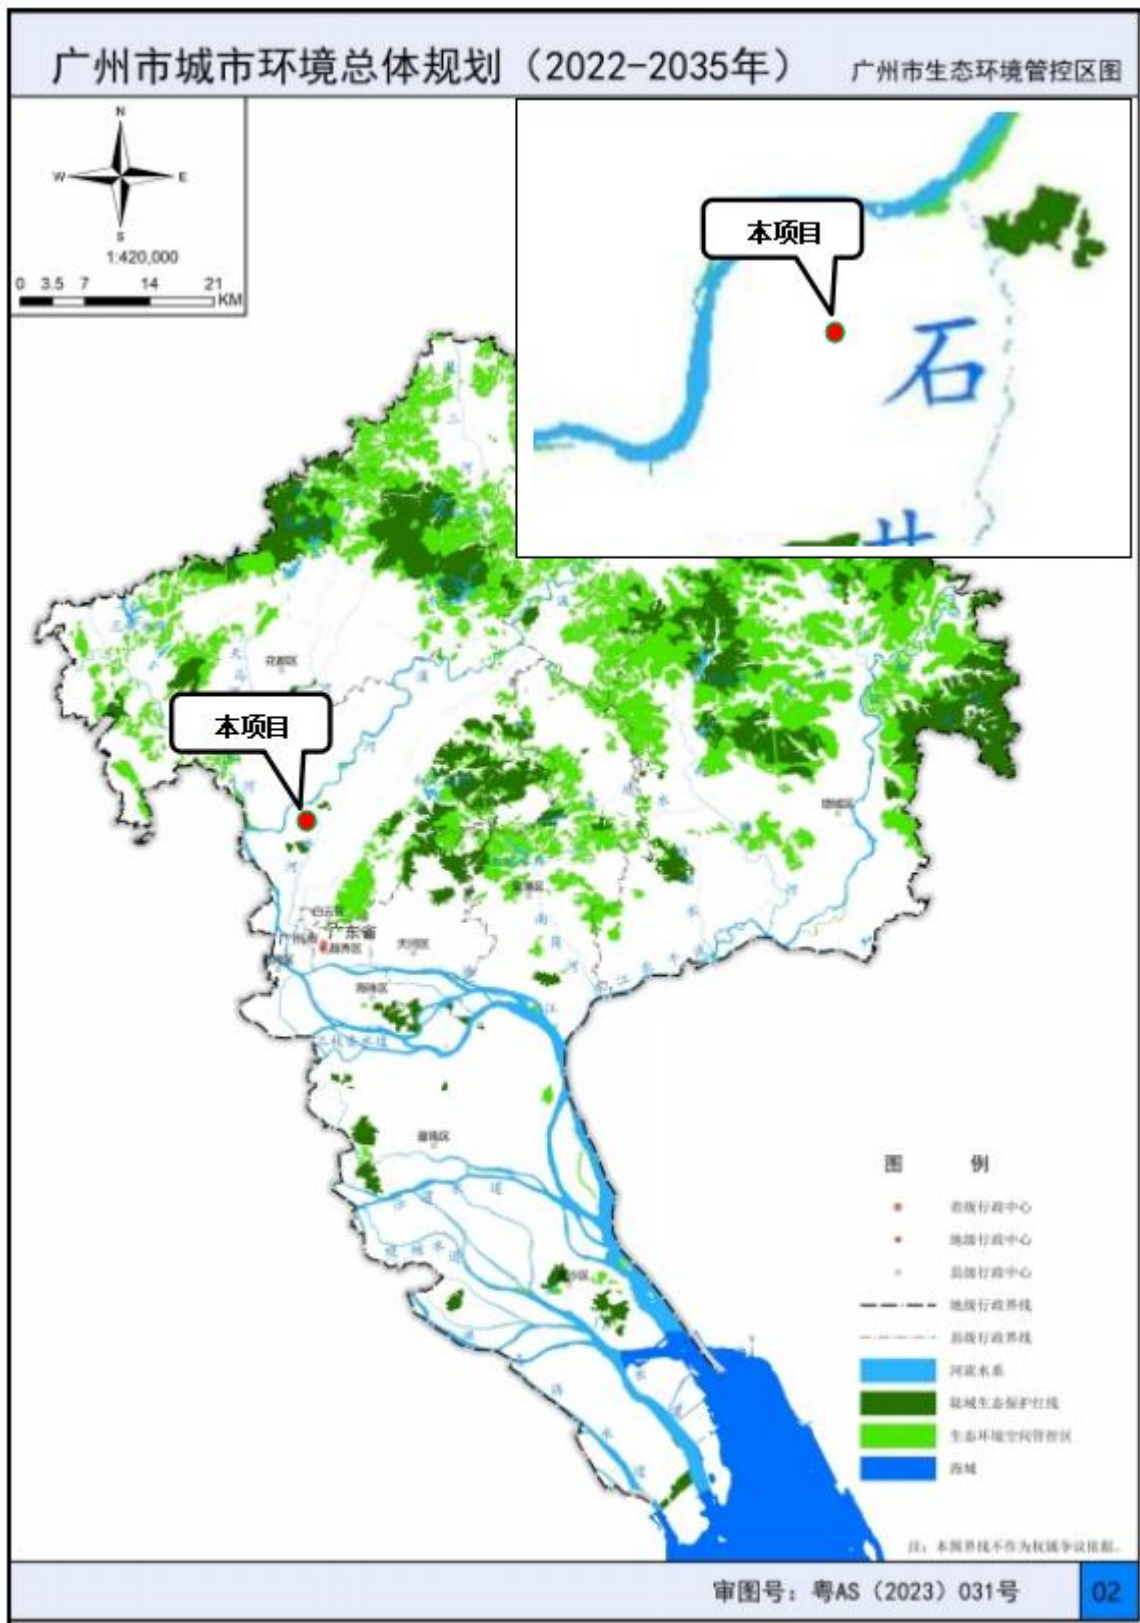 广州市城市环境总体规划（2022-2035年） 广州市生态环境管控区图
N
W E
S
1:420,000
0 3.5 7 14 21
KM
本项目
石
井
花都区
本项目
增城区
白云区
广东省
广州市
越秀区
天河区
黄埔区
海珠区
番禺区
图 例
省级行政中心
地级行政中心
县级行政中心
地级行政界线
县级行政界线
河流水系
陆域生态保护红线
生态环境空间管控区
海域
注：本图界线不作为权属争议依据。
审图号：粤AS（2023）031号
02